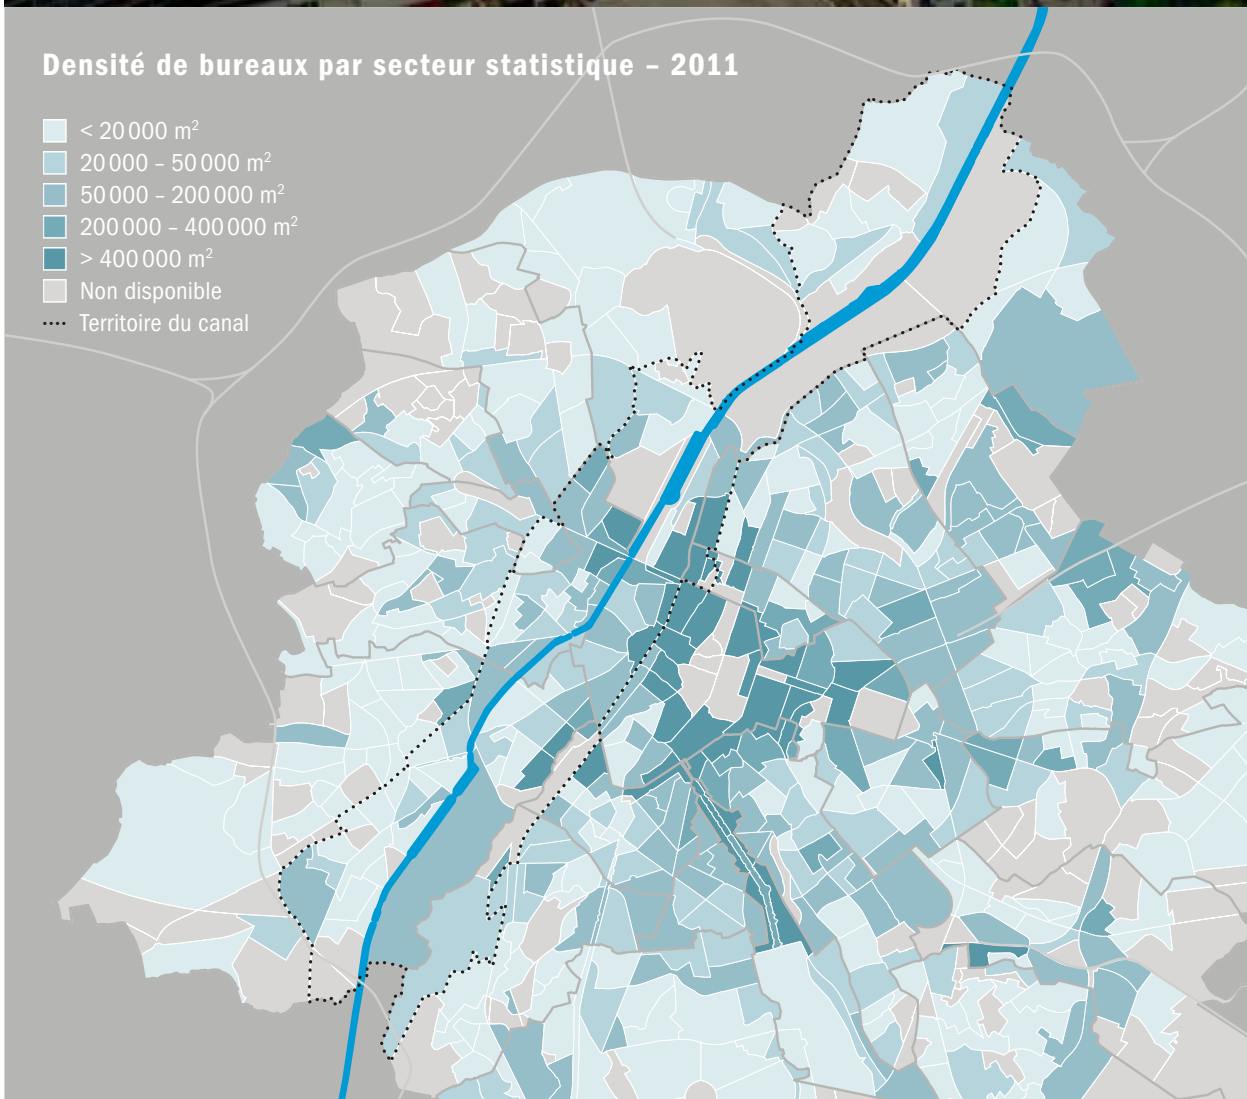 Densité de bureaux par secteur statistique – 2011
< 20 000 m²
20 000 – 50 000 m²
50 000 – 200 000 m²
200 000 – 400 000 m²
> 400 000 m²
Non disponible
Territoire du canal